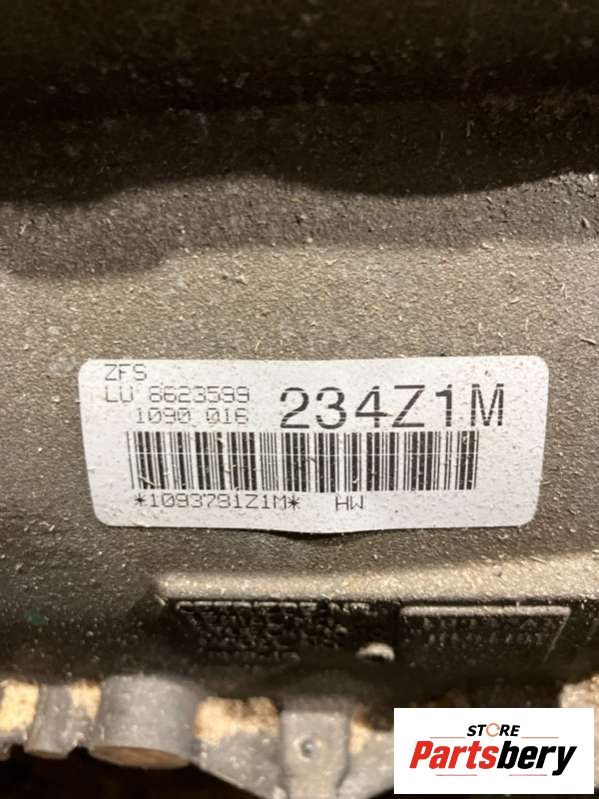 ZFS
LU 8623599
1090 016
234Z1M
*1093781Z1M* HW
STORE
Partsbery